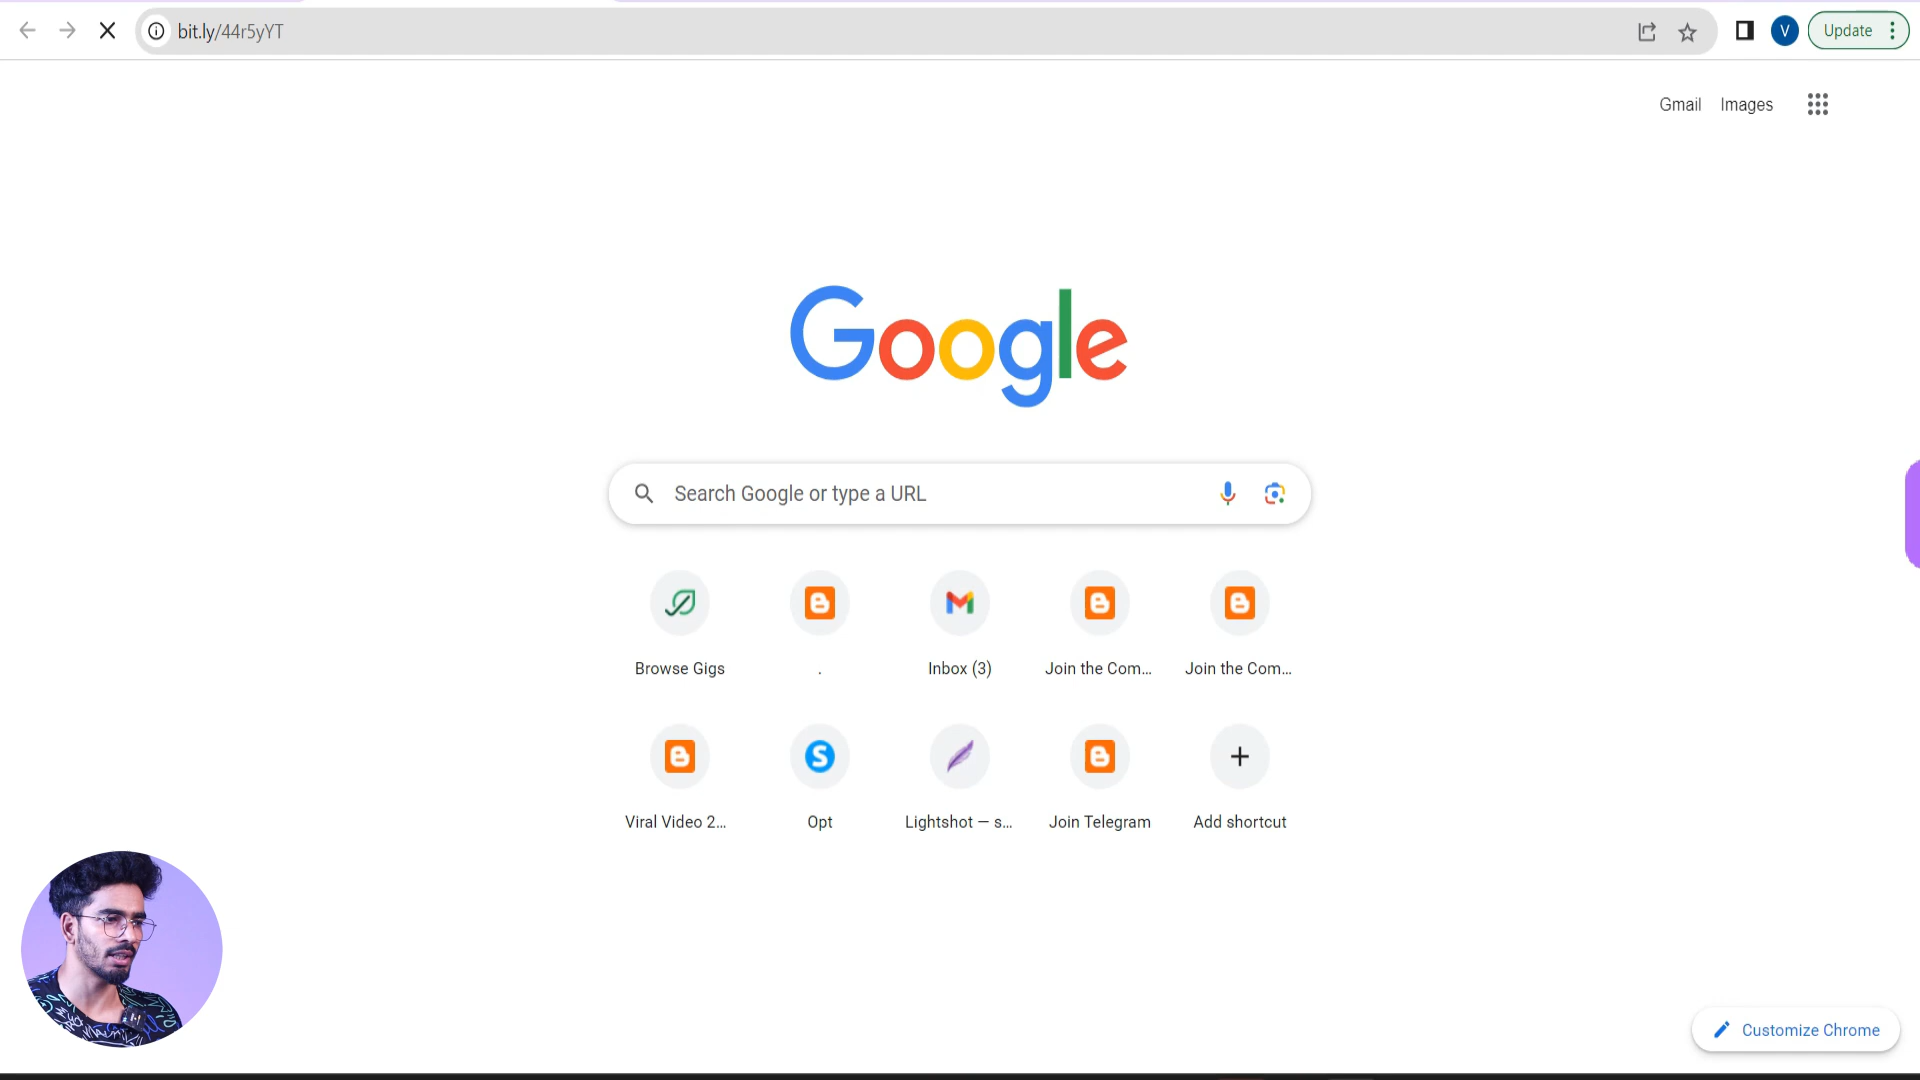 bit.ly/44r5yYT
V
Update
Gmail Images
Google
Search Google or type a URL
Browse Gigs
.
Inbox (3)
Join the Com...
Join the Com...
Viral Video 2...
Opt
Lightshot — s...
Join Telegram
Add shortcut
Customize Chrome